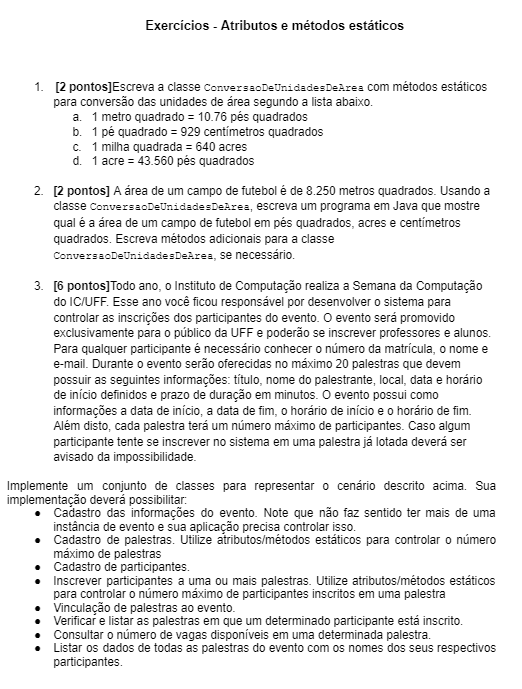 Exercícios - Atributos e métodos estáticos
1. [2 pontos]Escreva a classe ConversaoDeUnidadesDeArea com métodos estáticos
para conversão das unidades de área segundo a lista abaixo.
a. 1 metro quadrado = 10.76 pés quadrados
b. 1 pé quadrado = 929 centímetros quadrados
c. 1 milha quadrada = 640 acres
d. 1 acre = 43.560 pés quadrados
2. [2 pontos] A área de um campo de futebol é de 8.250 metros quadrados. Usando a
classe ConversaoDeUnidadesDeArea, escreva um programa em Java que mostre
qual é a área de um campo de futebol em pés quadrados, acres e centímetros
quadrados. Escreva métodos adicionais para a classe
ConversaoDeUnidadesDeArea, se necessário.
3. [6 pontos]Todo ano, o Instituto de Computação realiza a Semana da Computação
do IC/UFF. Esse ano você ficou responsável por desenvolver o sistema para
controlar as inscrições dos participantes do evento. O evento será promovido
exclusivamente para o público da UFF e poderão se inscrever professores e alunos.
Para qualquer participante é necessário conhecer o número da matrícula, o nome e
e-mail. Durante o evento serão oferecidas no máximo 20 palestras que devem
possuir as seguintes informações: título, nome do palestrante, local, data e horário
de início definidos e prazo de duração em minutos. O evento possui como
informações a data de início, a data de fim, o horário de início e o horário de fim.
Além disto, cada palestra terá um número máximo de participantes. Caso algum
participante tente se inscrever no sistema em uma palestra já lotada deverá ser
avisado da impossibilidade.
Implemente um conjunto de classes para representar o cenário descrito acima. Sua
implementação deverá possibilitar:
● Cadastro das informações do evento. Note que não faz sentido ter mais de uma
instância de evento e sua aplicação precisa controlar isso.
● Cadastro de palestras. Utilize atributos/métodos estáticos para controlar o número
máximo de palestras
● Cadastro de participantes.
● Inscrever participantes a uma ou mais palestras. Utilize atributos/métodos estáticos
para controlar o número máximo de participantes inscritos em uma palestra
● Vinculação de palestras ao evento.
● Verificar e listar as palestras em que um determinado participante está inscrito.
● Consultar o número de vagas disponíveis em uma determinada palestra.
● Listar os dados de todas as palestras do evento com os nomes dos seus respectivos
participantes.